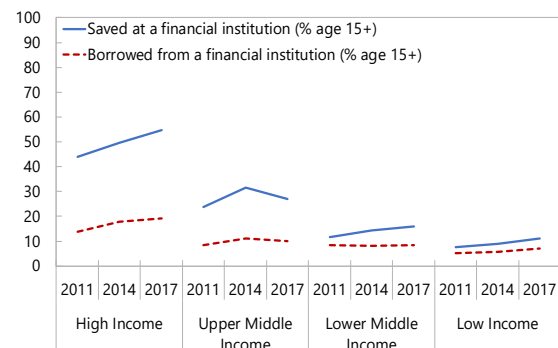 100
90
80
70
60
50
40
30
20
10
0
Saved at a financial institution (% age 15+)
Borrowed from a financial institution (% age 15+)
2011 2014 2017 2011 2014 2017 2011 2014 2017 2011 2014 2017
High Income Upper Middle Lower Middle Low Income
Income Income